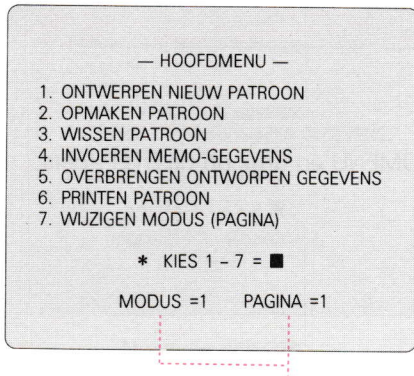 — HOOFDMENU —
1. ONTWERPEN NIEUW PATROON
2. OPMAKEN PATROON
3. WISSEN PATROON
4. INVOEREN MEMO-GEGEVENS
5. OVERBRENGEN ONTWORPEN GEGEVENS
6. PRINTEN PATROON
7. WIJZIGEN MODUS (PAGINA)
* KIES 1 – 7 = ■
MODUS =1 PAGINA =1